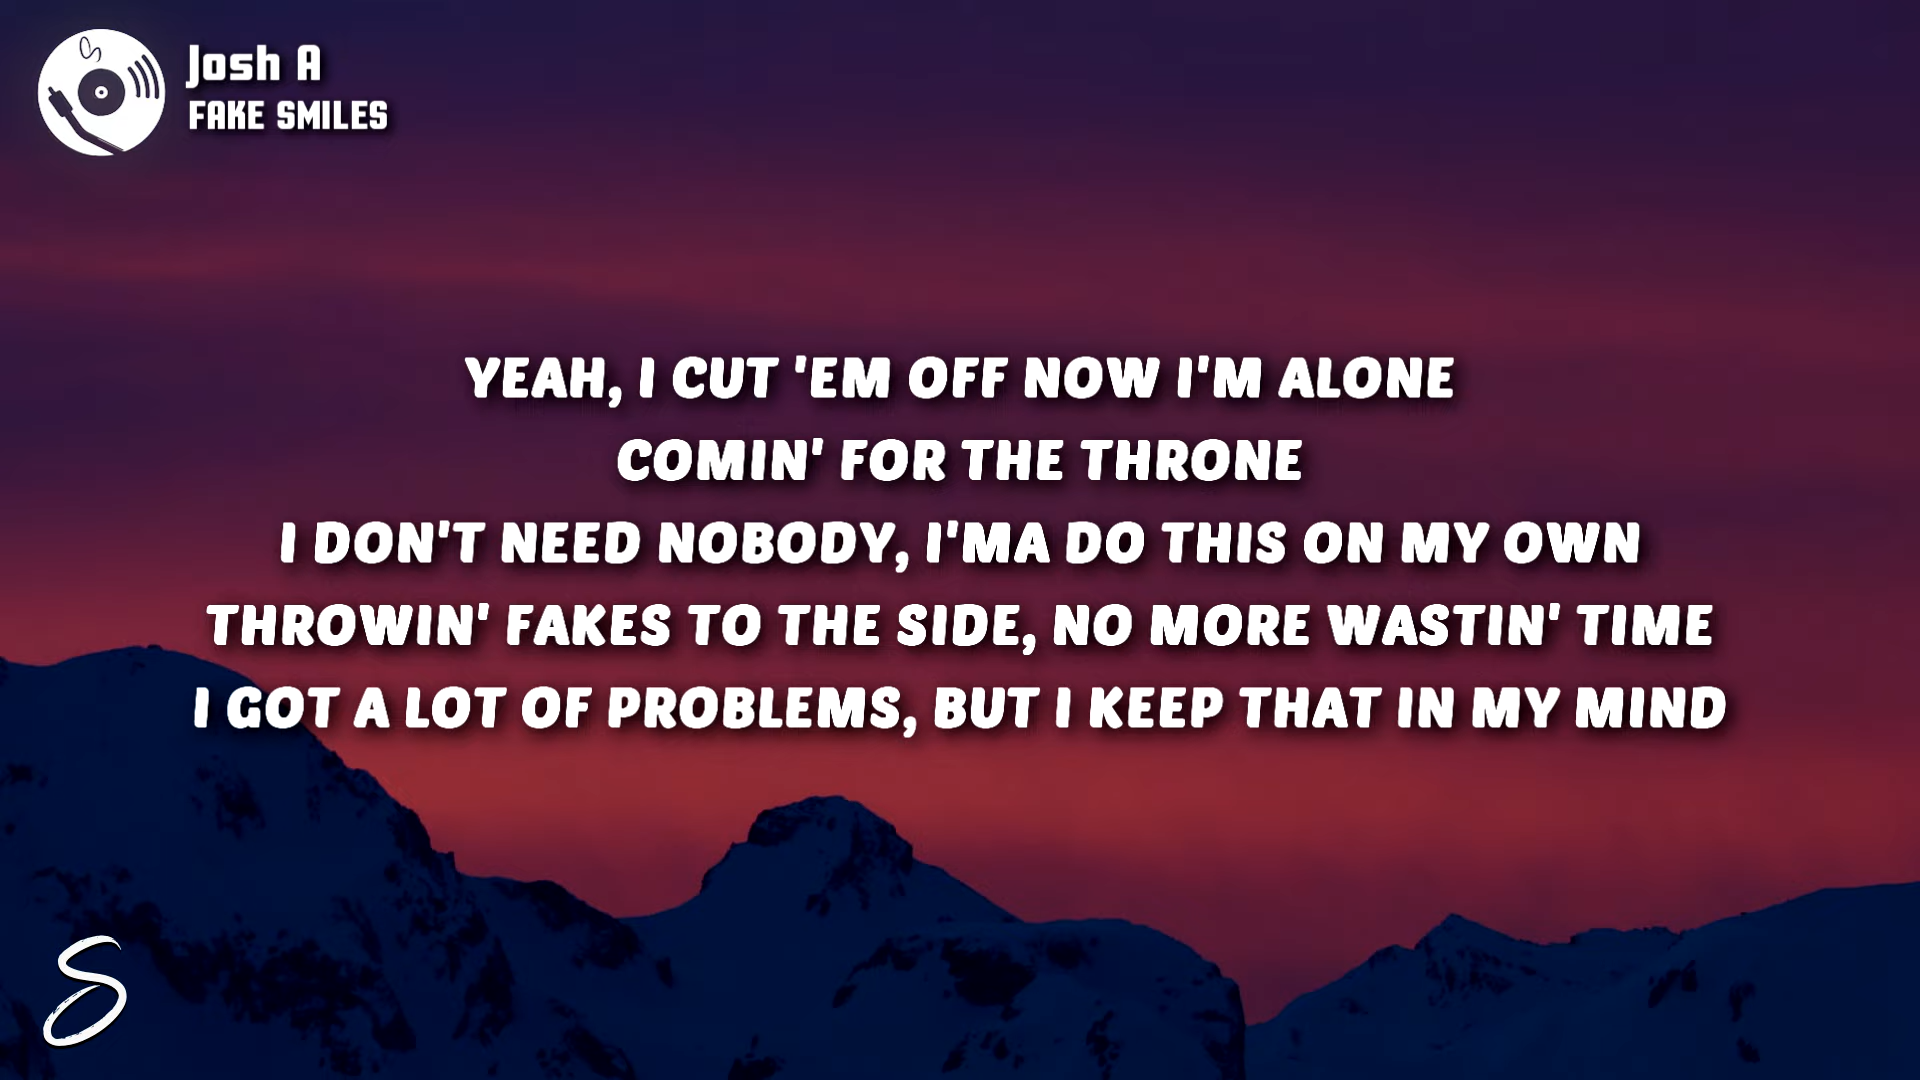 Josh A
FAKE SMILES
YEAH, I CUT 'EM OFF NOW I'M ALONE
COMIN' FOR THE THRONE
I DON'T NEED NOBODY, I'MA DO THIS ON MY OWN
THROWIN' FAKES TO THE SIDE, NO MORE WASTIN' TIME
I GOT A LOT OF PROBLEMS, BUT I KEEP THAT IN MY MIND
S